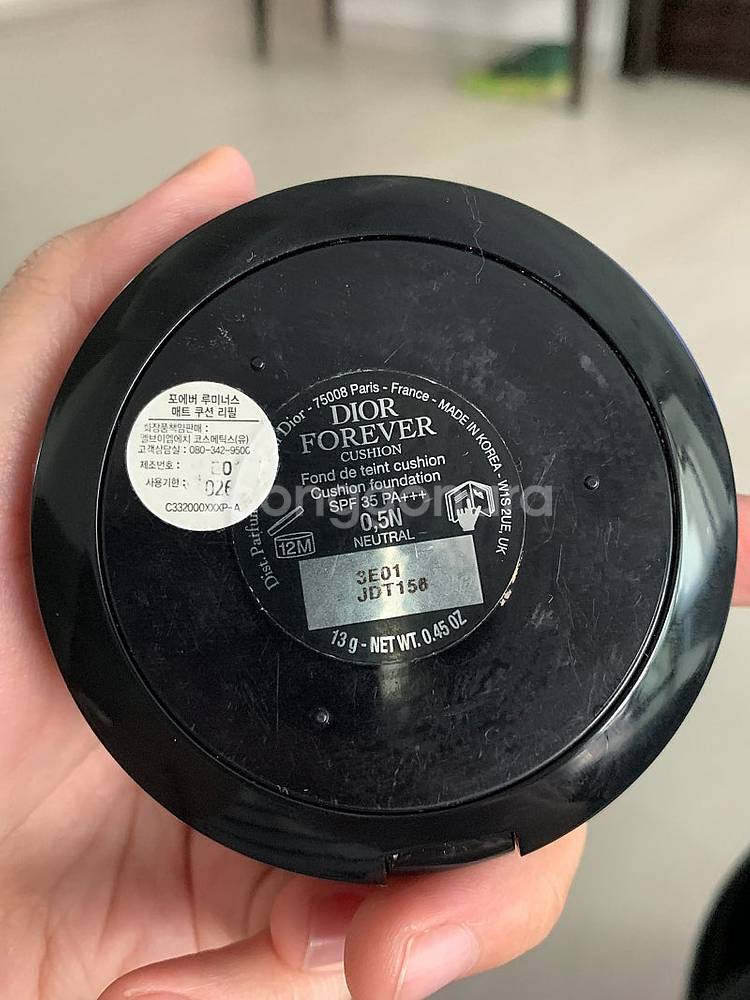 포에버 루미너스
매트 쿠션 리필
화장품책임판매 :
엘브이엠에치 코스메틱스(유)
고객상담실 : 080-342-9500
제조번호 :
사용기한 :
C332000XXXP-A
Dior - 75008 Paris - France - MADE IN KOREA - W1S 2UE, UK
Dist. Parfums
DIOR
FOREVER
CUSHION
Fond de teint cushion
Cushion foundation
SPF 35 PA+++
0,5N
NEUTRAL
12M
3E01
JDT156
13 g - NET WT. 0.45 OZ